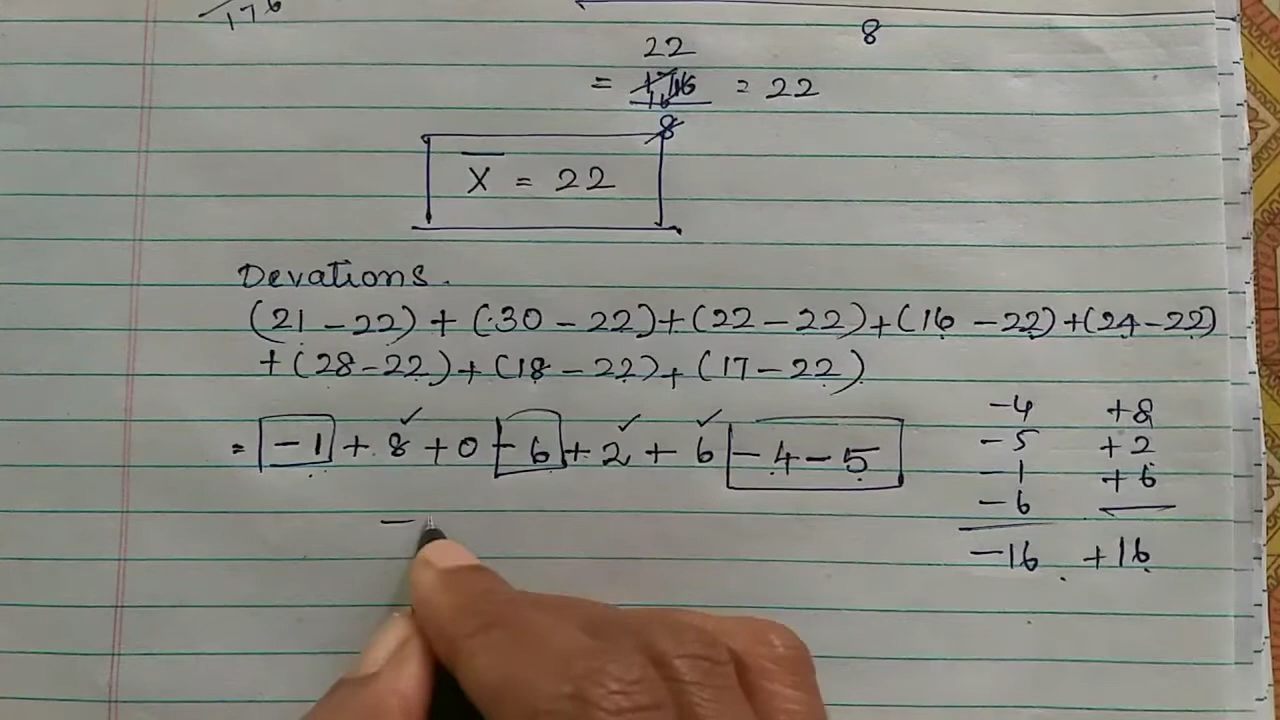 176
8
22
= 176 = 22
8
X̄ = 22
Devations.
(21 - 22) + (30 - 22) + (22 - 22) + (16 - 22) + (24 - 22)
+ (28 - 22) + (18 - 22) + (17 - 22)
= -1 + 8 + 0 - 6 + 2 + 6 - 4 - 5
-4 +8
-5 +2
-1 +6
-6
-16 +16
-